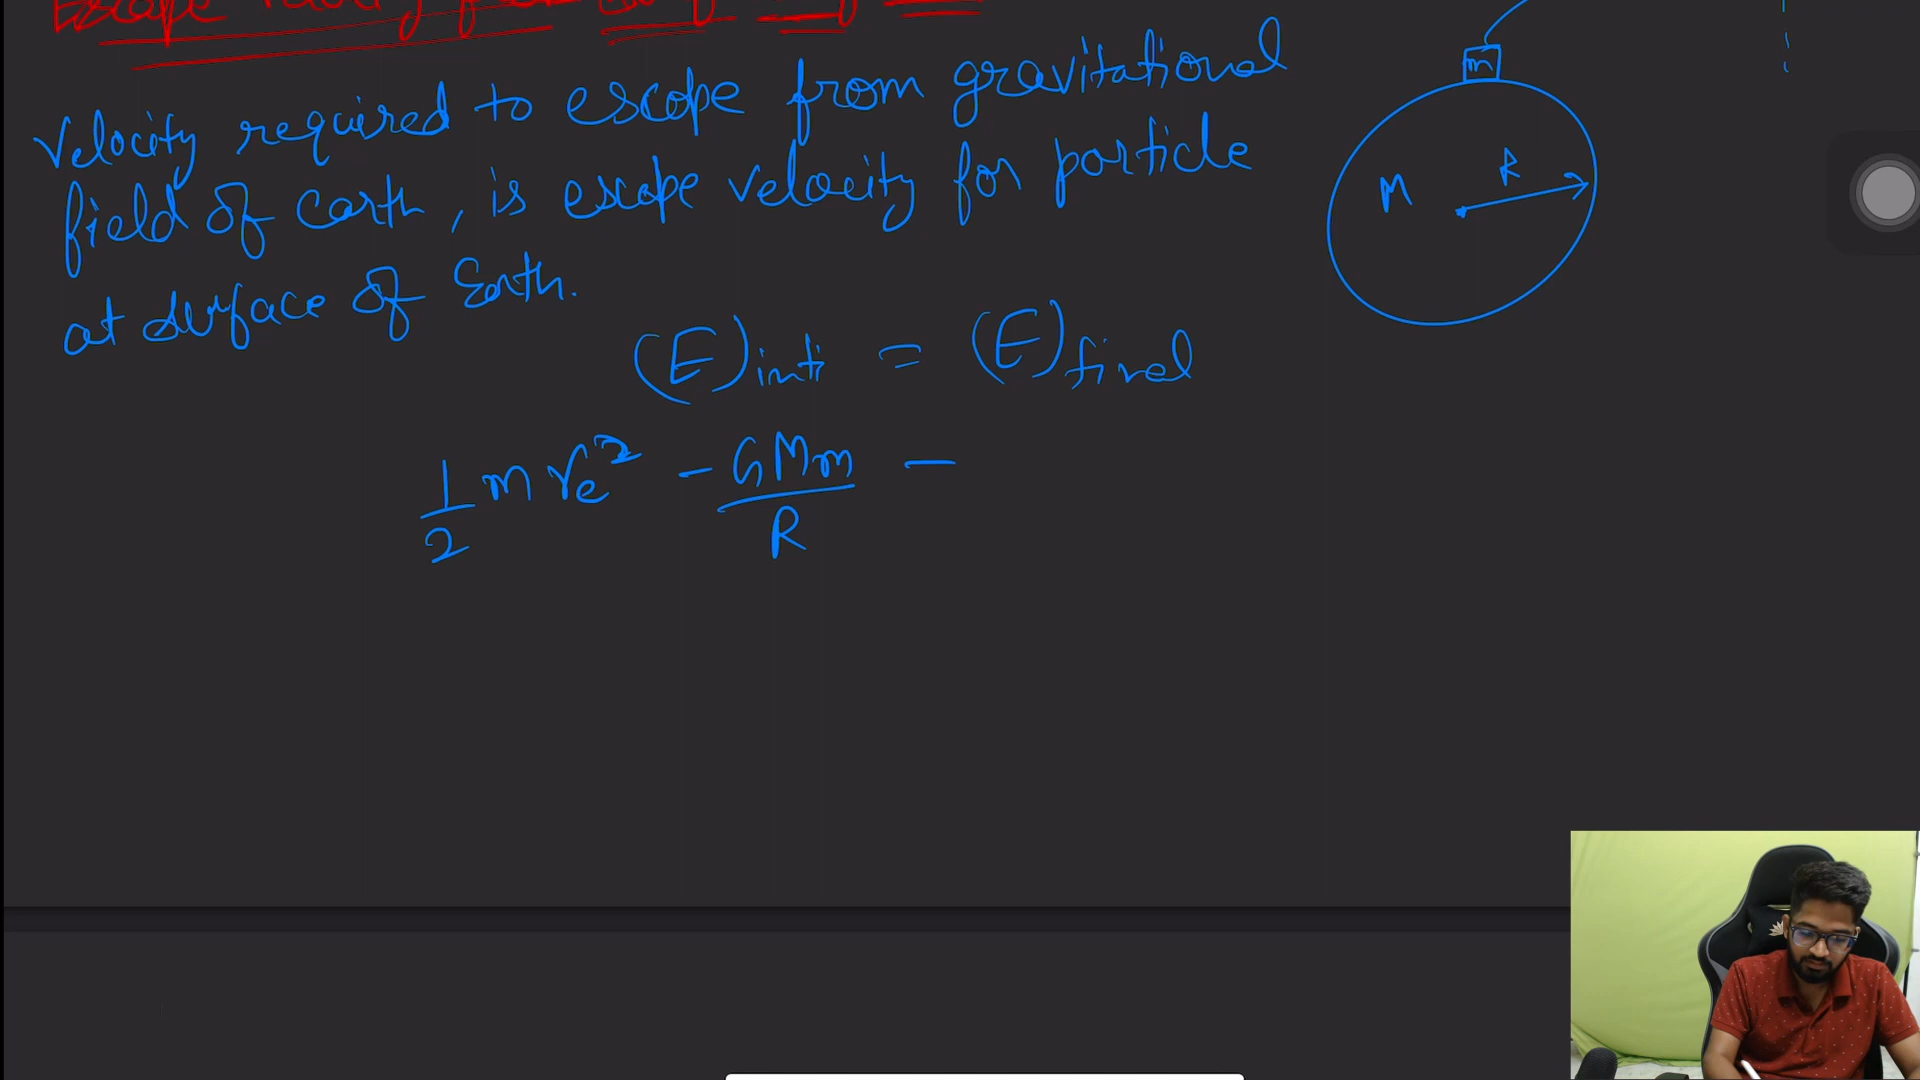 Escape
Velocity required to escape from gravitational
field of earth, is escape velocity for particle
at surface of Earth.
(E)inti = (E)final
1/2 m ve² - GMm/R -
m
M R